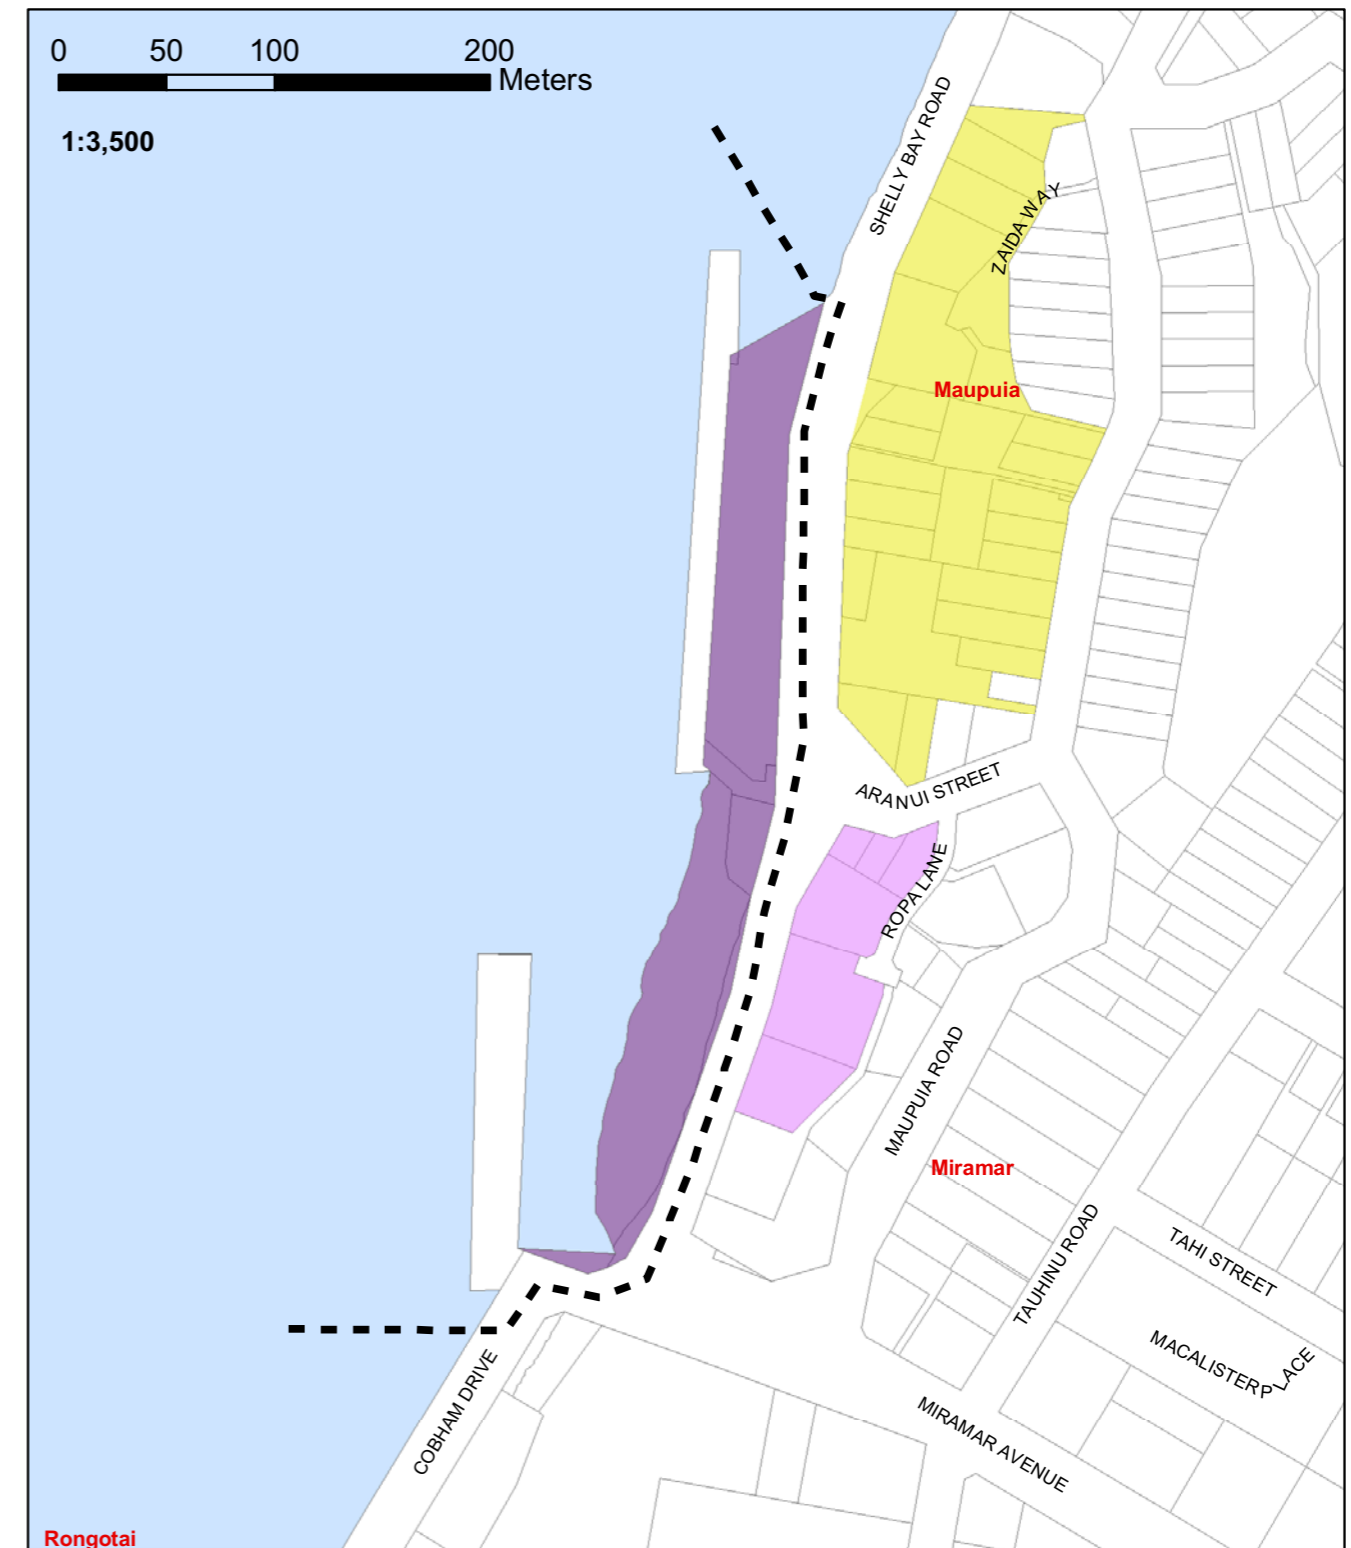 0 50 100 200
Meters
1:3,500
SHELLY BAY ROAD
ZAIDA WAY
Maupuia
ARANUI STREET
ROPA LANE
MAUPUIA ROAD
Miramar
TAUHINU ROAD
TAHI STREET
MACALISTER PLACE
COBHAM DRIVE
MIRAMAR AVENUE
Rongotai